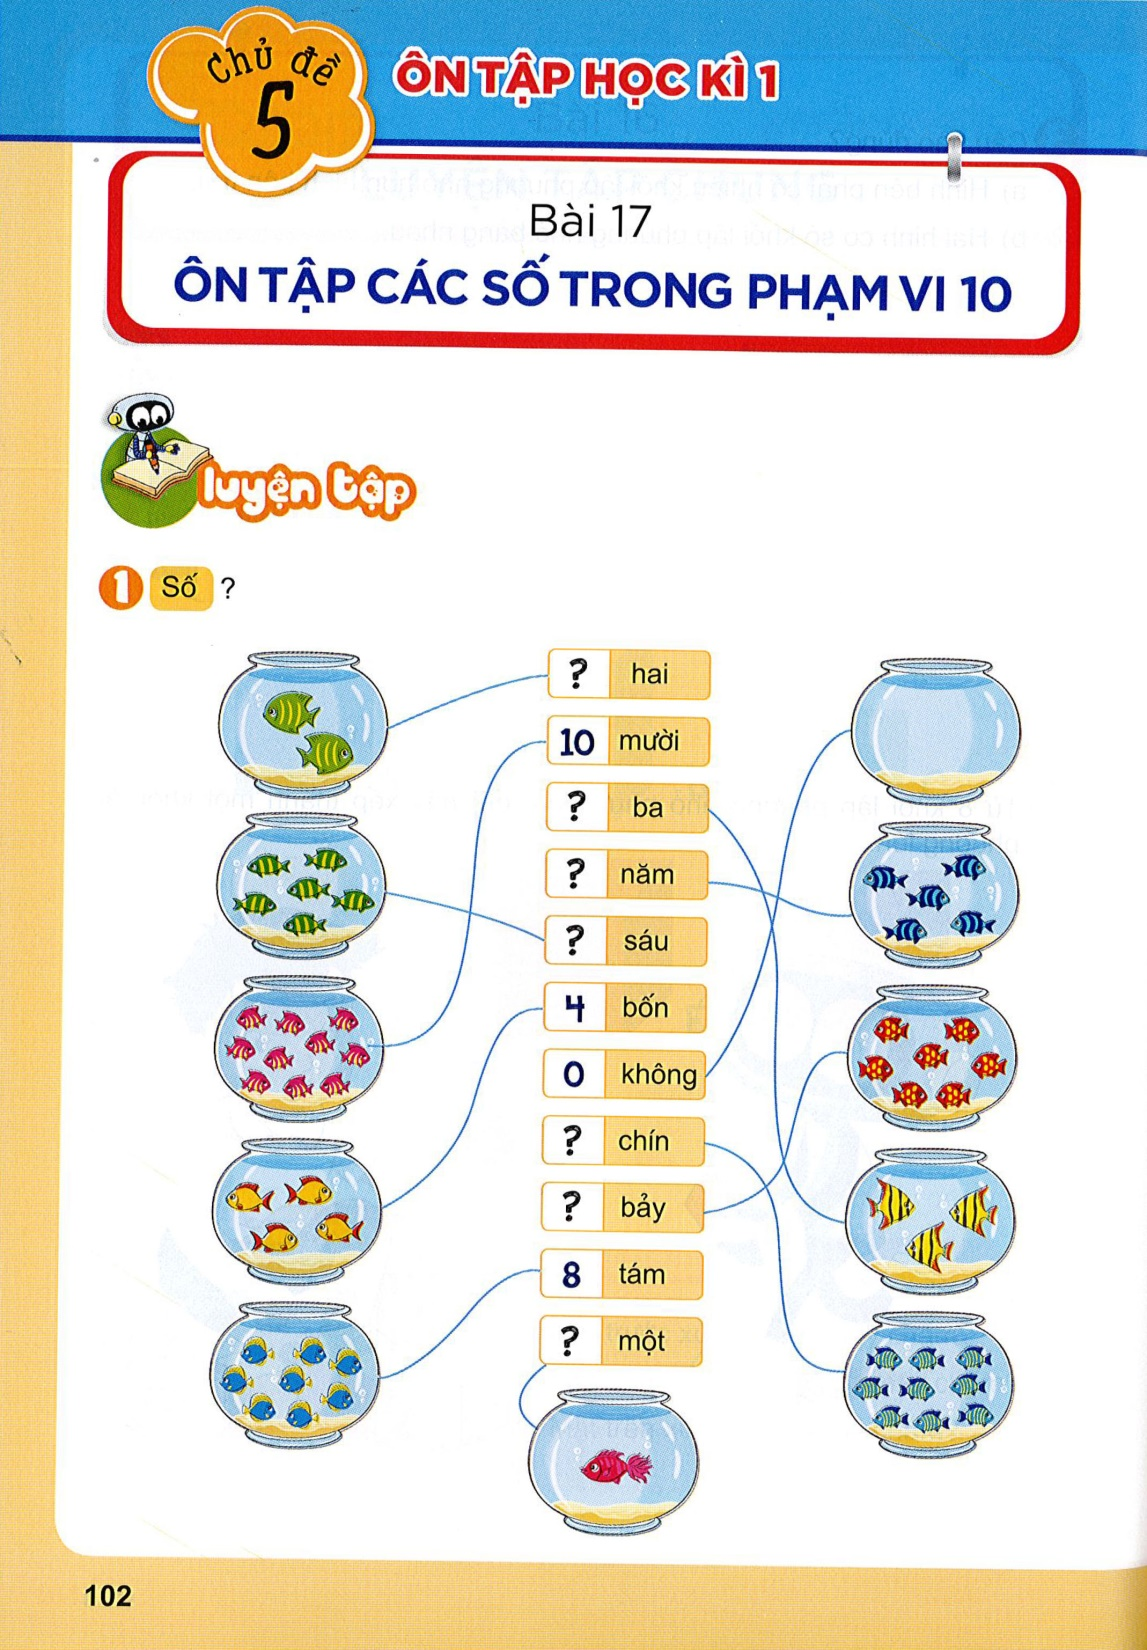 Chủ đề
5
ÔN TẬP HỌC KÌ 1
Bài 17
ÔN TẬP CÁC SỐ TRONG PHẠM VI 10
luyện tập
1 Số ?
? hai
10 mười
? ba
? năm
? sáu
4 bốn
0 không
? chín
? bảy
8 tám
? một
102